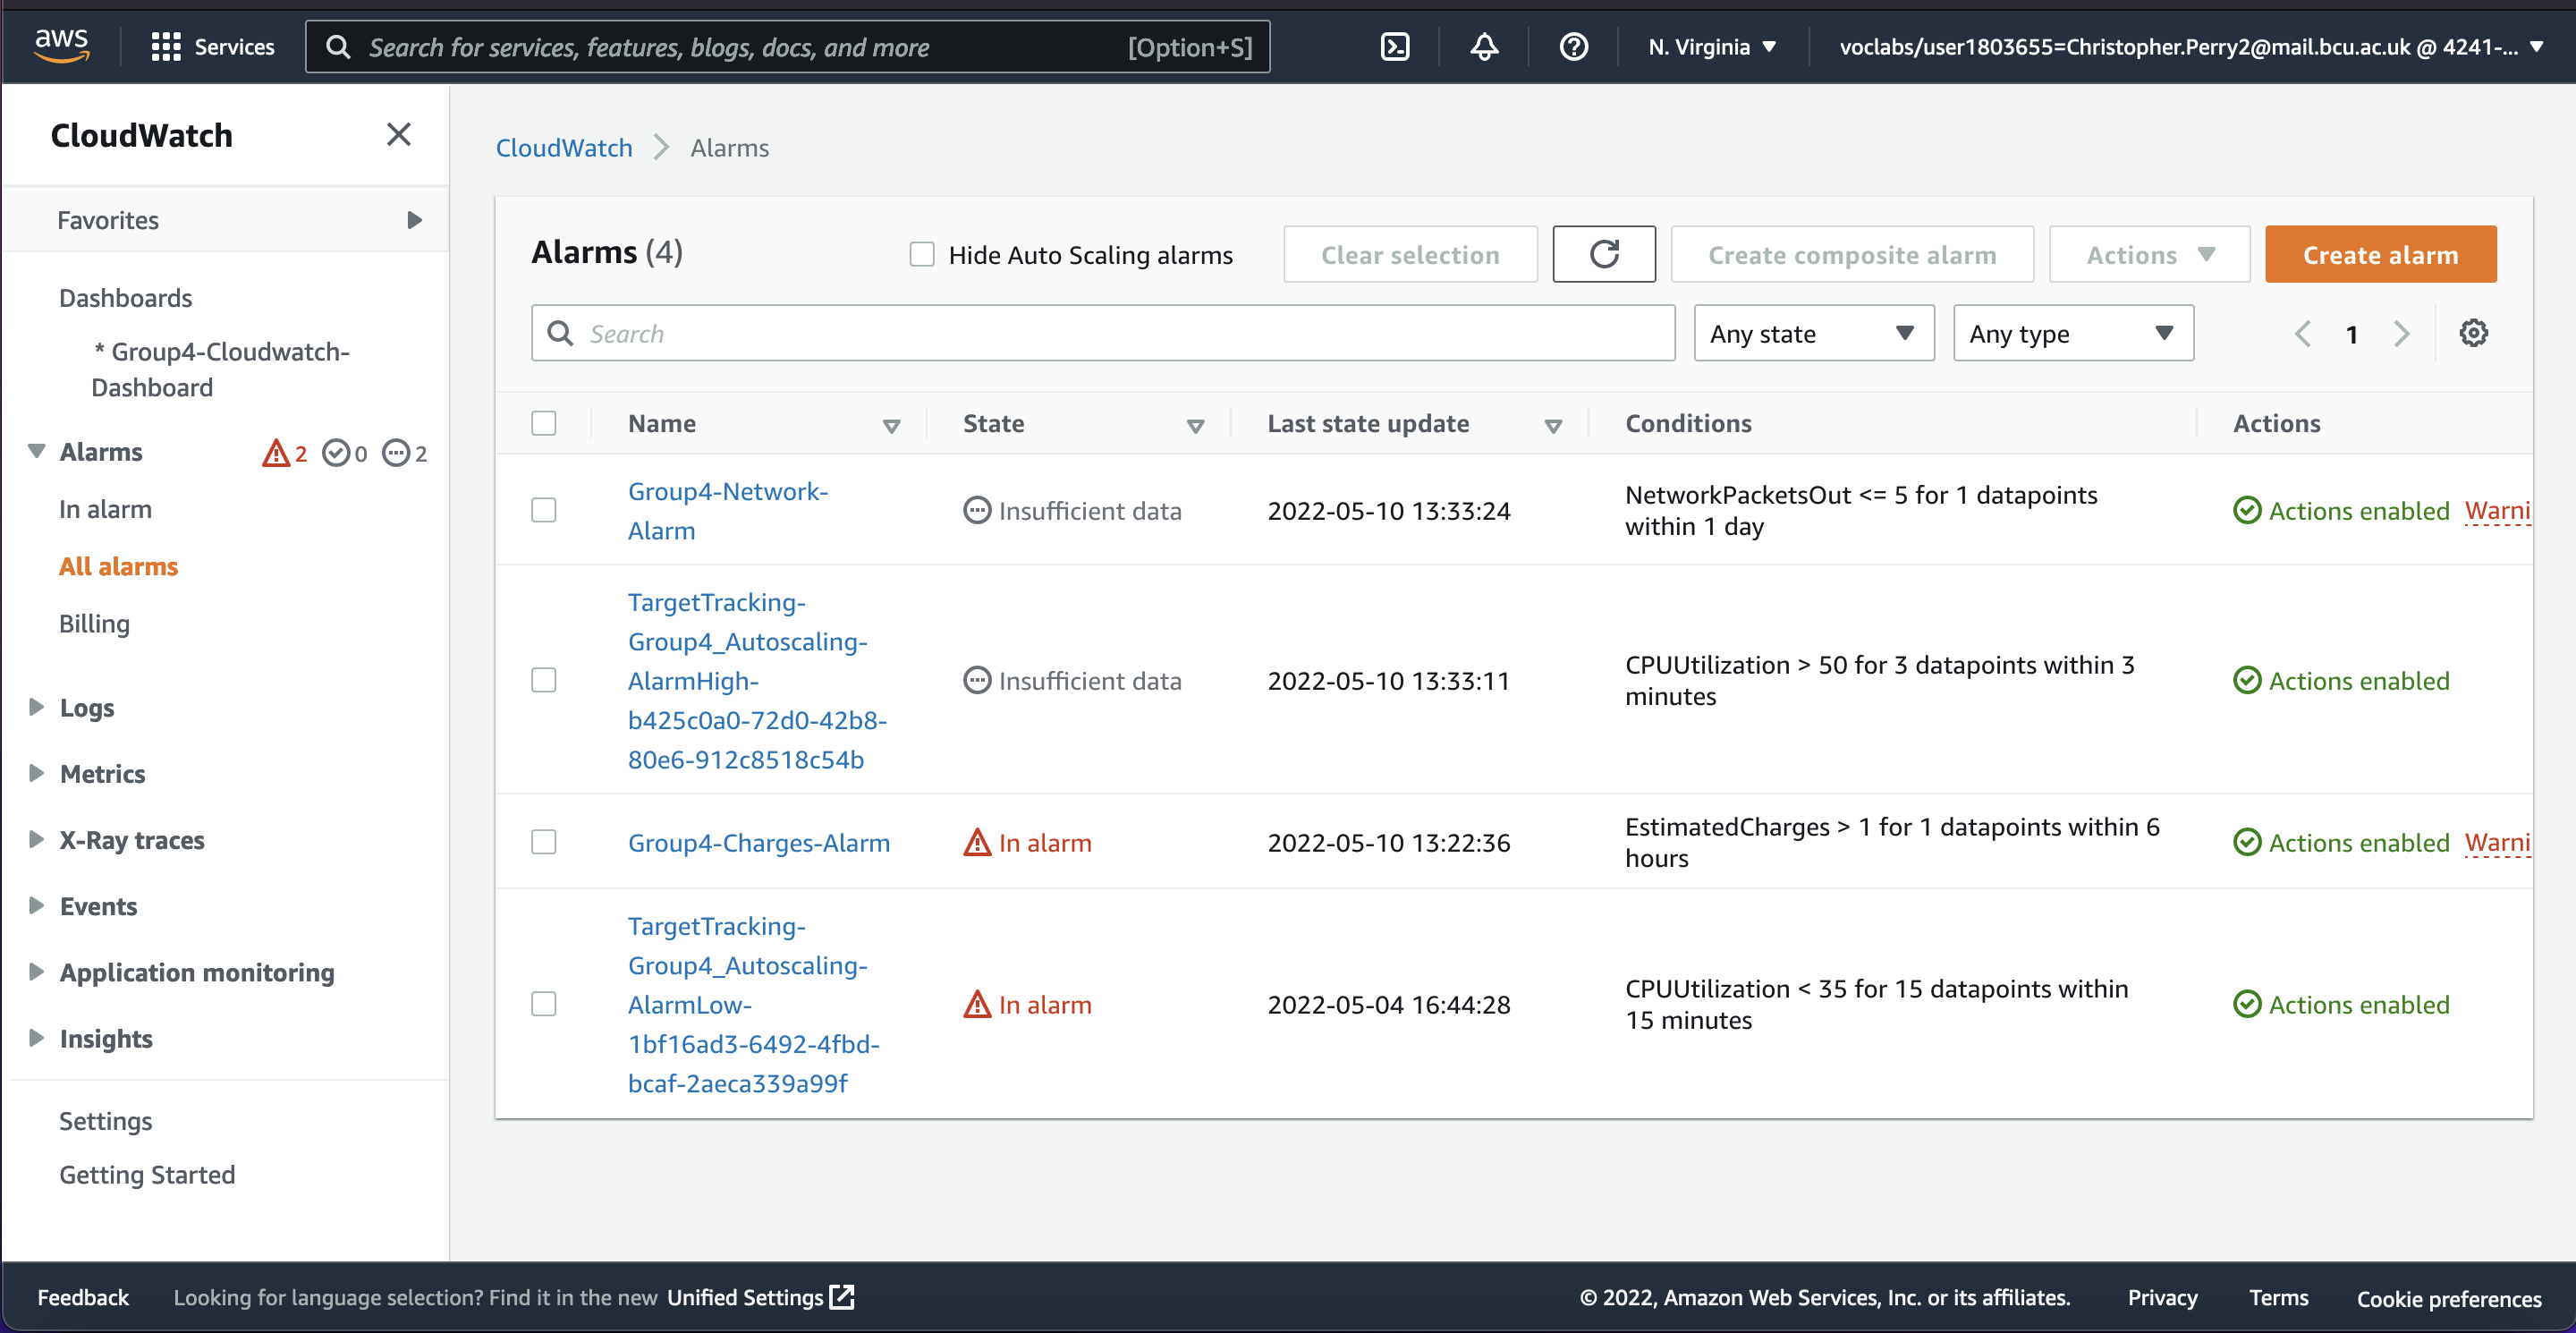 aws
Services
Search for services, features, blogs, docs, and more
[Option+S]
N. Virginia
voclabs/user1803655=Christopher.Perry2@mail.bcu.ac.uk @ 4241-...
CloudWatch
Favorites
Dashboards
* Group4-Cloudwatch-
Dashboard
Alarms
2
0
2
In alarm
All alarms
Billing
Logs
Metrics
X-Ray traces
Events
Application monitoring
Insights
Settings
Getting Started
CloudWatch
Alarms
Alarms (4)
Hide Auto Scaling alarms
Clear selection
Create composite alarm
Actions
Create alarm
Search
Any state
Any type
1
Name
State
Last state update
Conditions
Actions
Group4-Network-
Alarm
Insufficient data
2022-05-10 13:33:24
NetworkPacketsOut <= 5 for 1 datapoints
within 1 day
Actions enabled
Warni
TargetTracking-
Group4_Autoscaling-
AlarmHigh-
b425c0a0-72d0-42b8-
80e6-912c8518c54b
Insufficient data
2022-05-10 13:33:11
CPUUtilization > 50 for 3 datapoints within 3
minutes
Actions enabled
Group4-Charges-Alarm
In alarm
2022-05-10 13:22:36
EstimatedCharges > 1 for 1 datapoints within 6
hours
Actions enabled
Warni
TargetTracking-
Group4_Autoscaling-
AlarmLow-
1bf16ad3-6492-4fbd-
bcaf-2aeca339a99f
In alarm
2022-05-04 16:44:28
CPUUtilization < 35 for 15 datapoints within
15 minutes
Actions enabled
Feedback
Looking for language selection? Find it in the new Unified Settings
© 2022, Amazon Web Services, Inc. or its affiliates.
Privacy
Terms
Cookie preferences